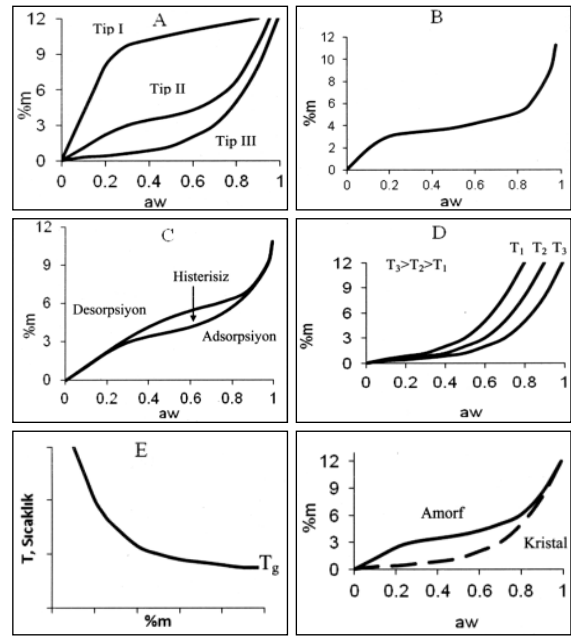 A
%m
12
9
6
3
0
Tip I
Tip II
Tip III
0 0.2 0.4 0.6 0.8 1
aw
B
%m
12
10
8
6
4
2
0
0 0.2 0.4 0.6 0.8 1
aw
C
%m
12
9
6
3
0
Histerisiz
Desorpsiyon
Adsorpsiyon
0 0.2 0.4 0.6 0.8 1
aw
D
%m
12
9
6
3
0
T3>T2>T1
T1 T2 T3
0 0.2 0.4 0.6 0.8 1
aw
E
T, Sıcaklık
Tg
%m
%m
12
9
6
3
0
Amorf
Kristal
0 0.2 0.4 0.6 0.8 1
aw